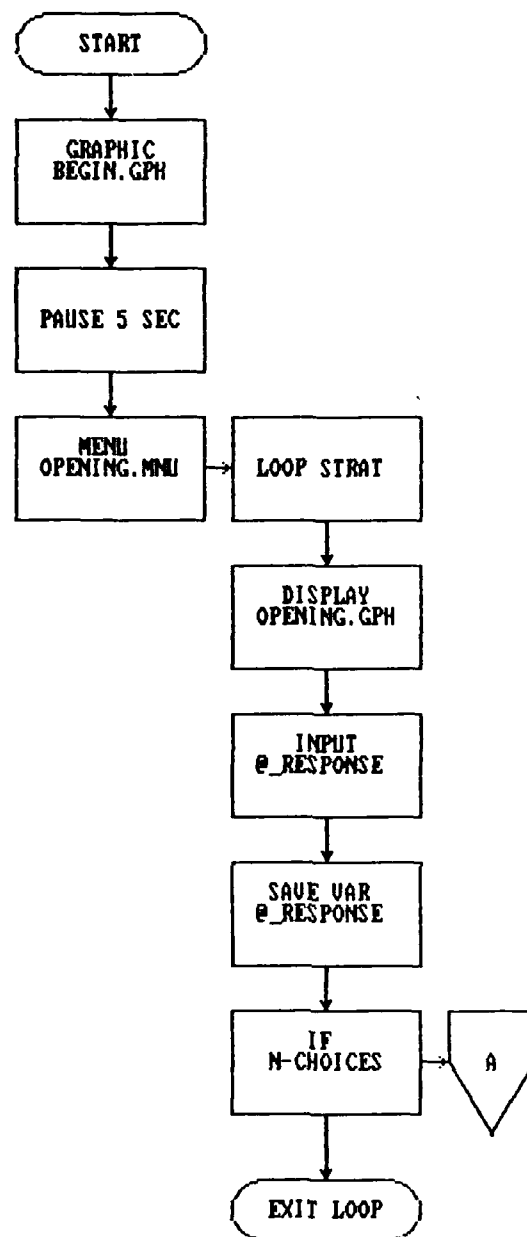 START
GRAPHIC
BEGIN.GPH
PAUSE 5 SEC
MENU
OPENING.MNU
LOOP STRAT
DISPLAY
OPENING.GPH
INPUT
@_RESPONSE
SAVE VAR
@_RESPONSE
IF
N-CHOICES
A
EXIT LOOP